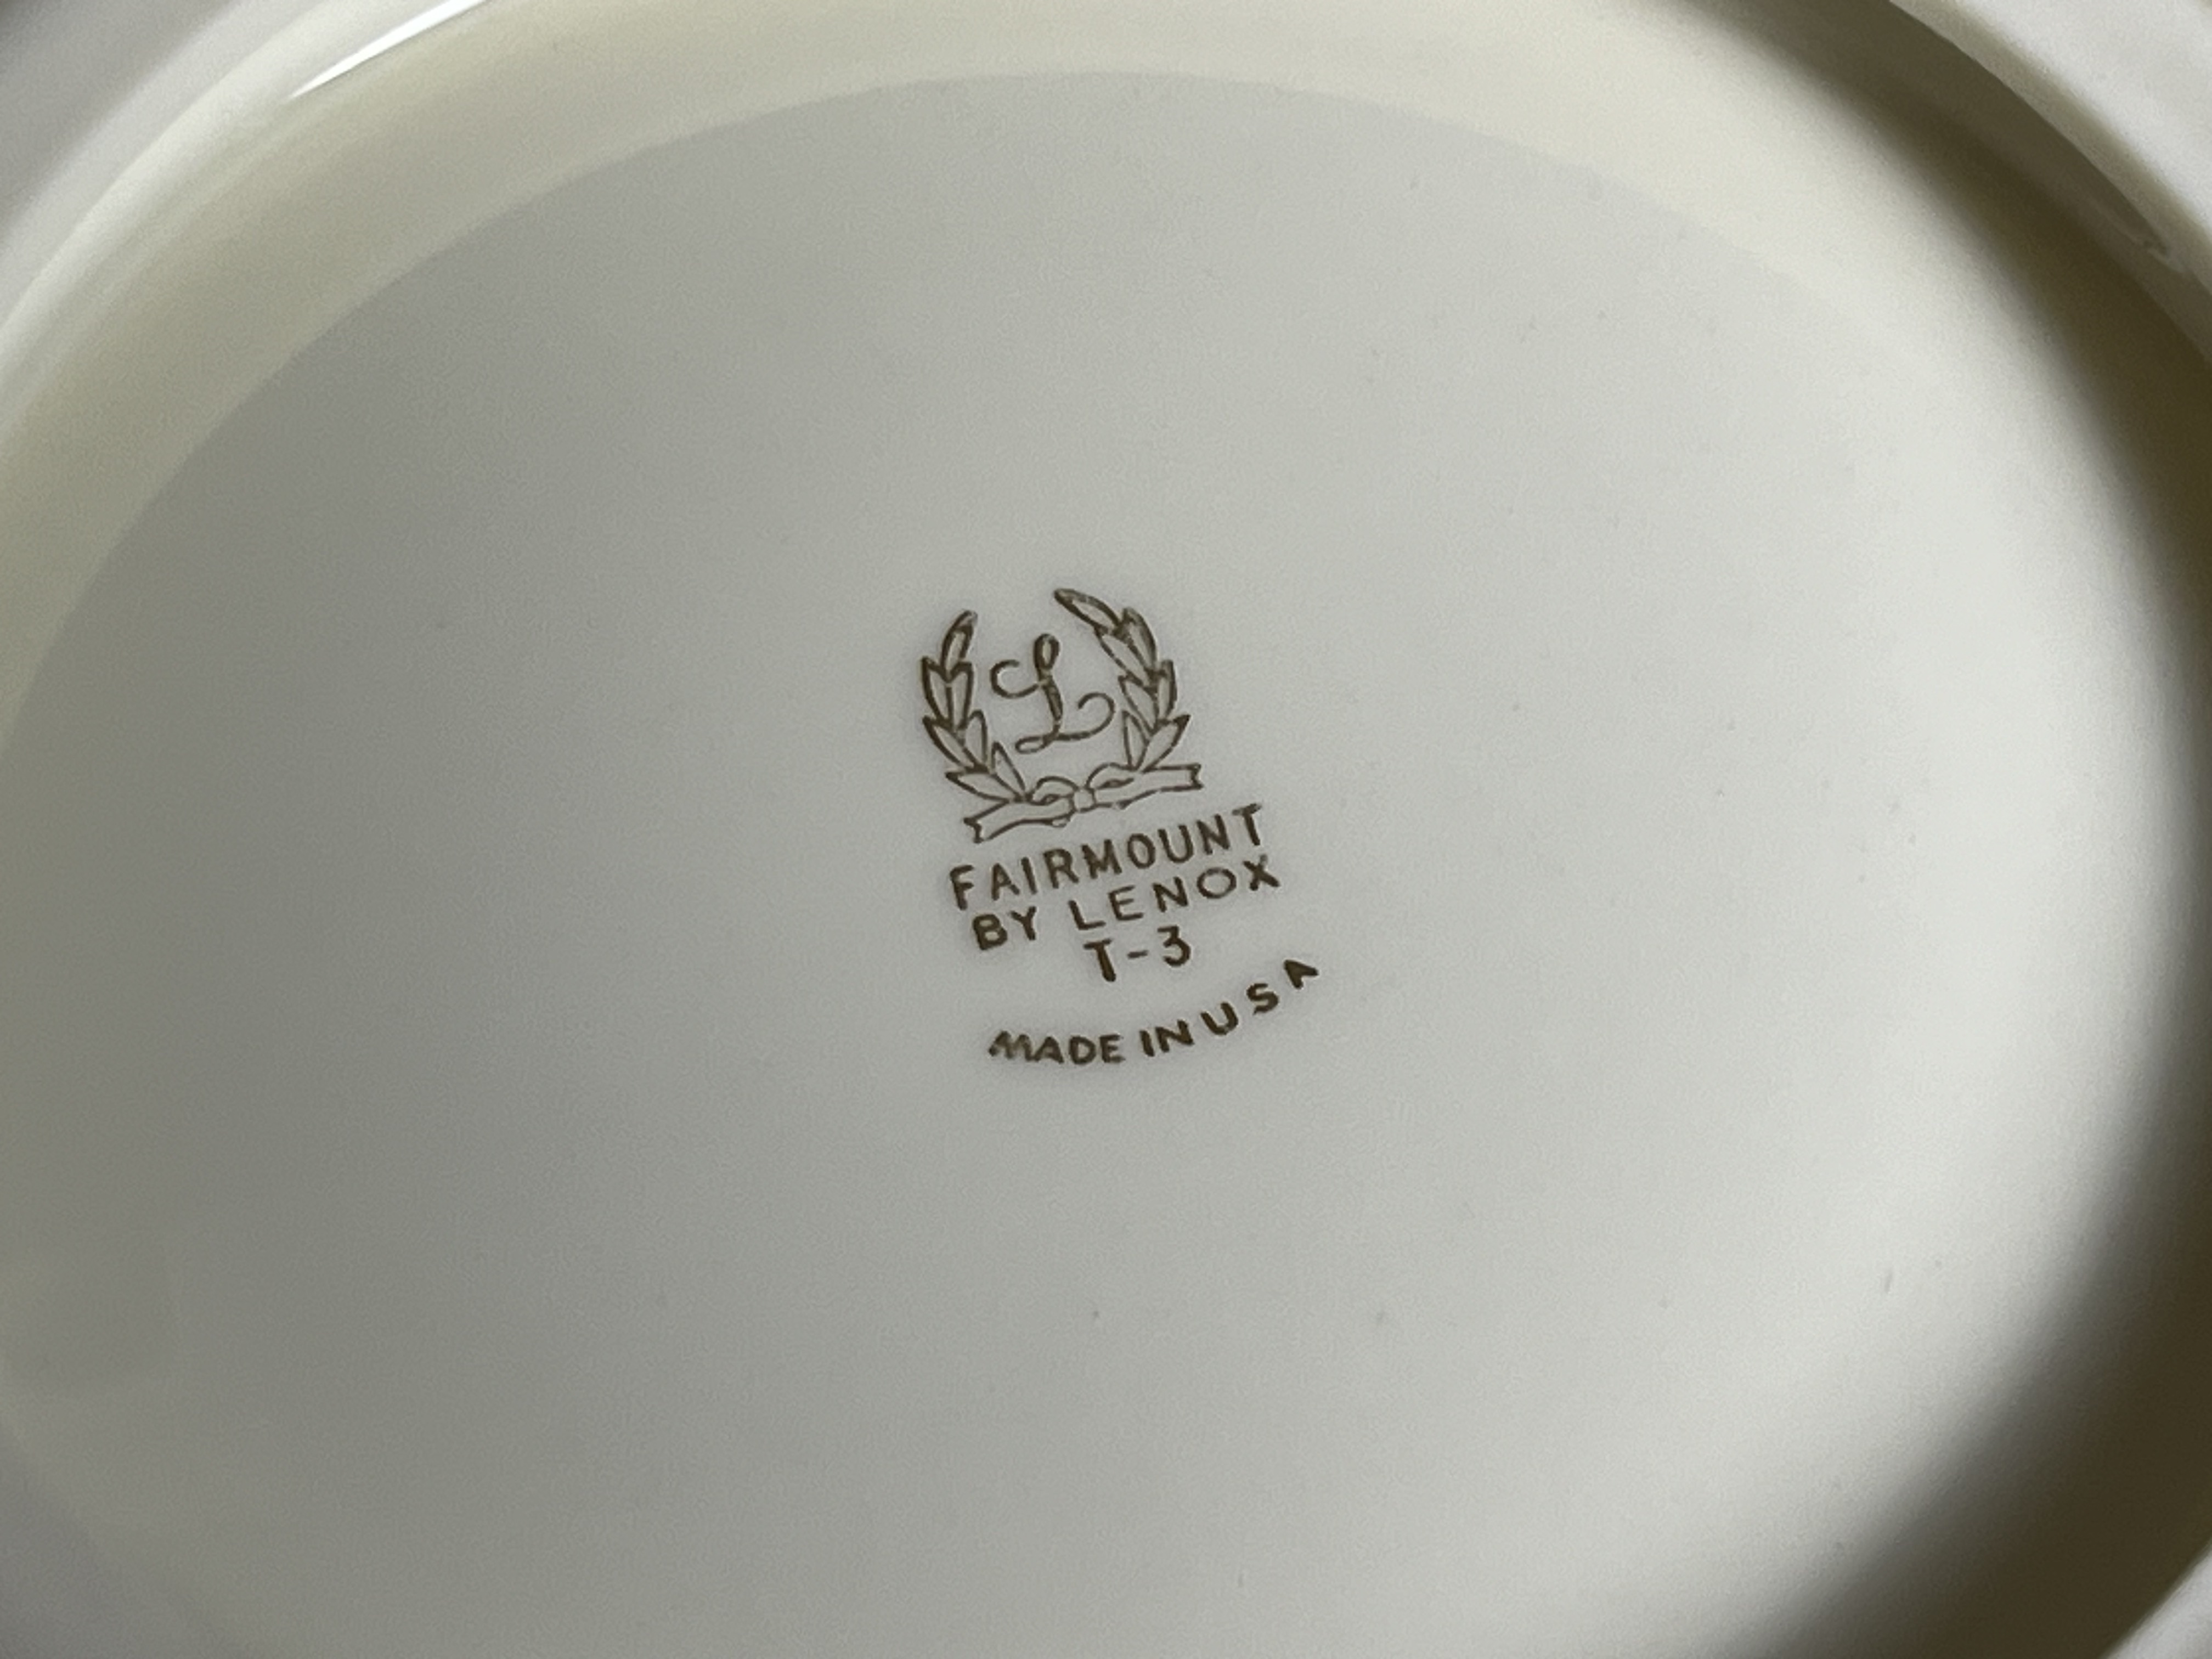 L
FAIRMOUNT
BY LENOX
T-3
MADE IN USA